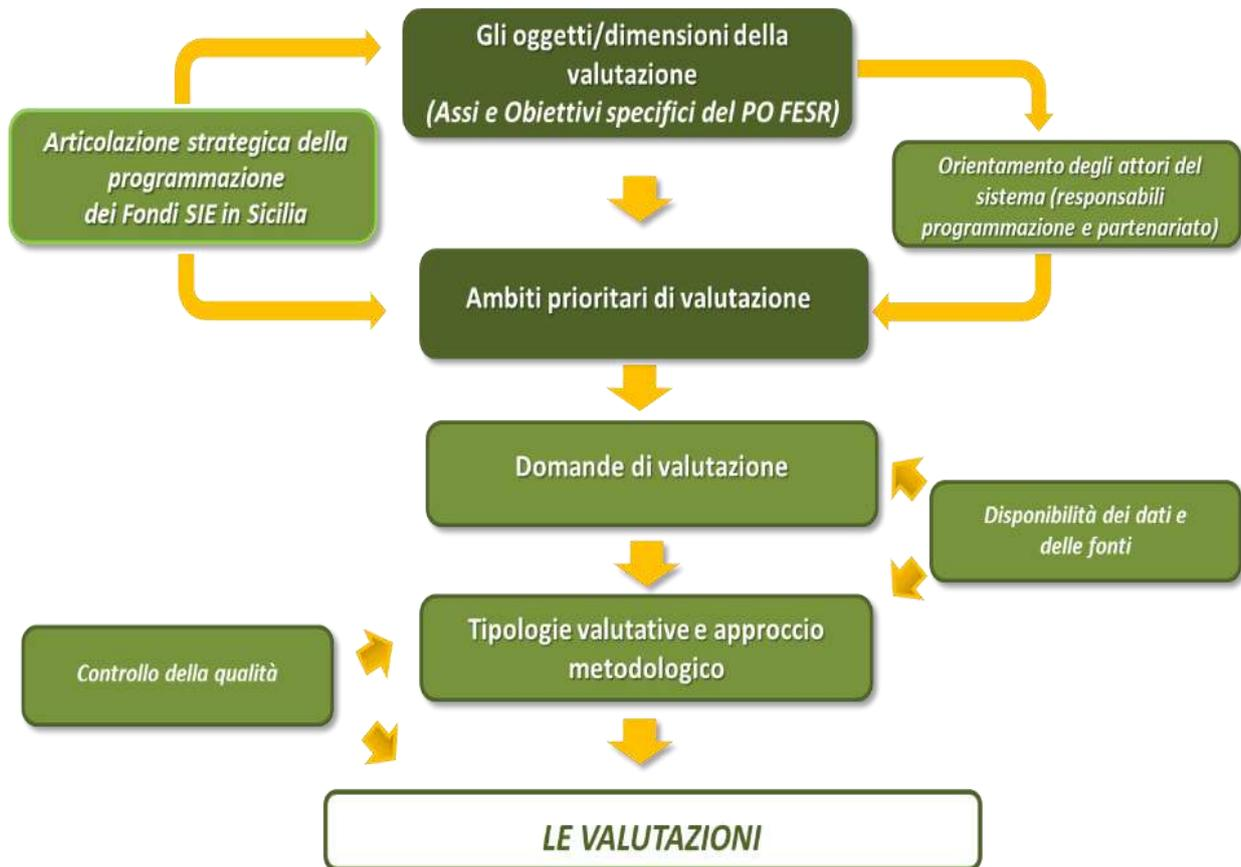 Gli oggetti/dimensioni della
valutazione
(Assi e Obiettivi specifici del PO FESR)
Articolazione strategica della
programmazione
dei Fondi SIE in Sicilia
Orientamento degli attori del
sistema (responsabili
programmazione e partenariato)
Ambiti prioritari di valutazione
Domande di valutazione
Disponibilità dei dati e
delle fonti
Tipologie valutative e approccio
metodologico
Controllo della qualità
LE VALUTAZIONI